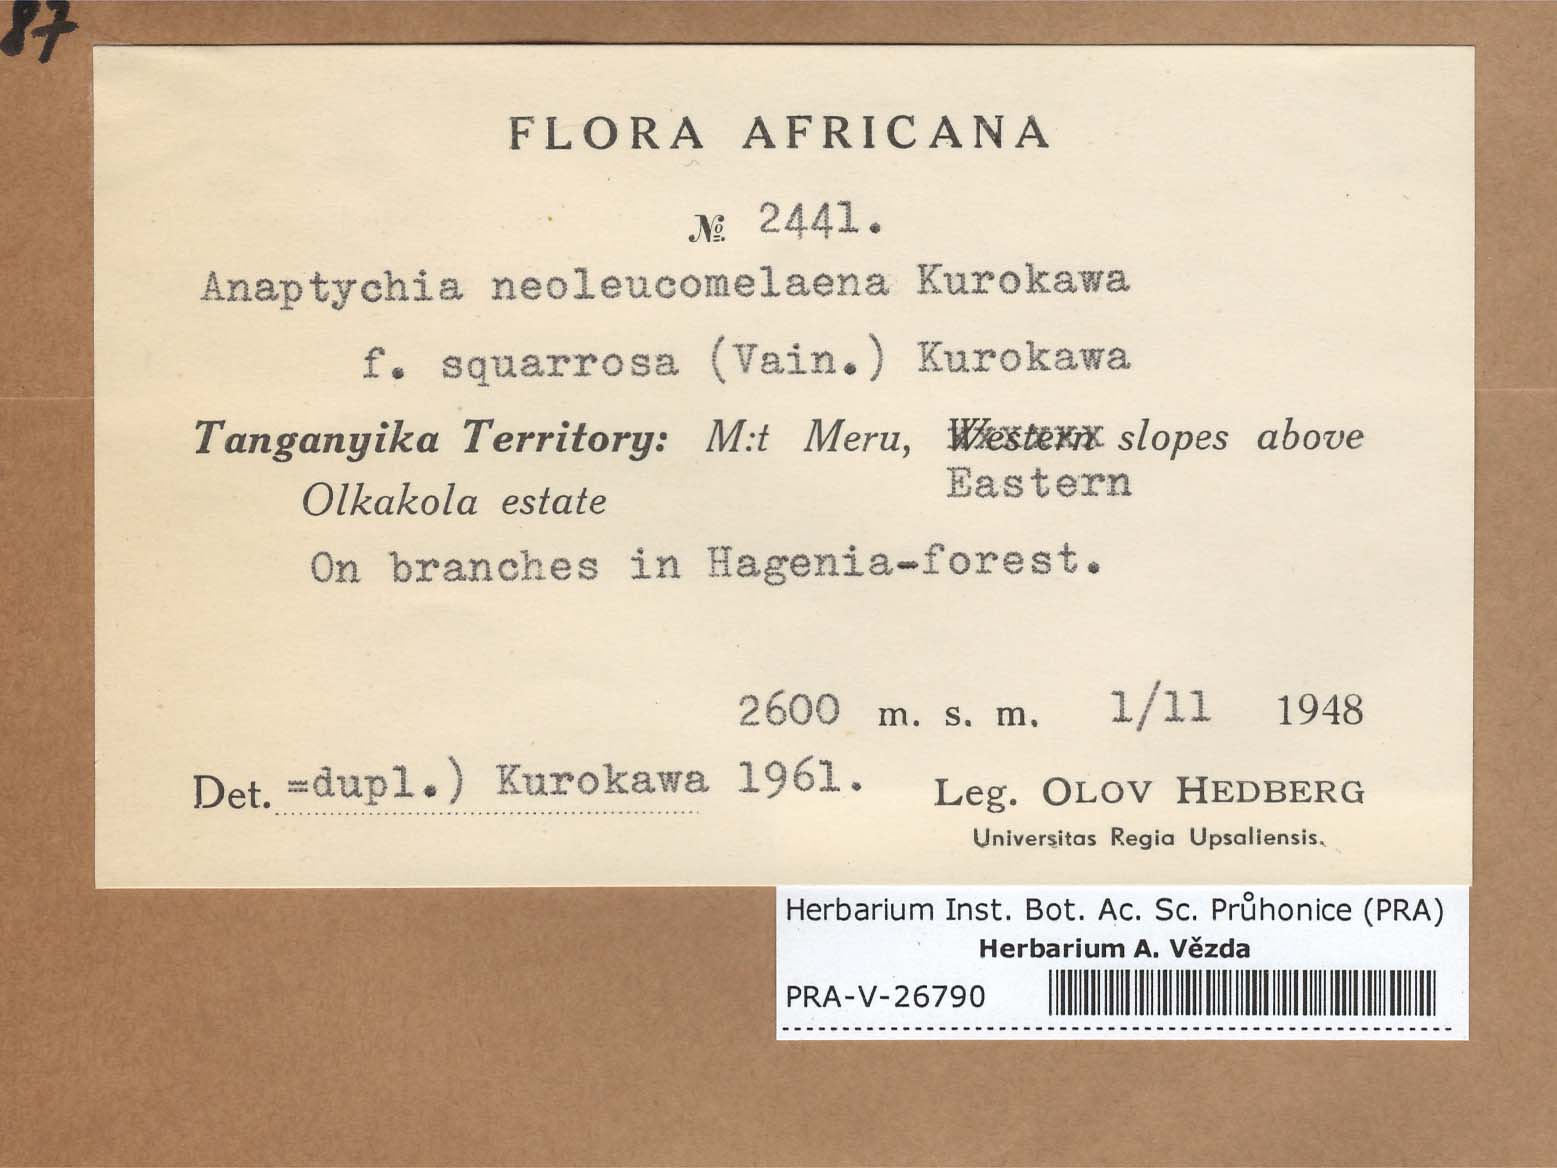 87
FLORA AFRICANA
№ 2441.
Anaptychia neoleucomelaena Kurokawa
f. squarrosa (Vain.) Kurokawa
Tanganyika Territory: M:t Meru, Western slopes above
Eastern
Olkakola estate
On branches in Hagenia-forest.
2600 m. s. m. 1/11 1948
Det. =dupl.) Kurokawa 1961.
Leg. OLOV HEDBERG
Universitas Regia Upsaliensis.
Herbarium Inst. Bot. Ac. Sc. Průhonice (PRA)
Herbarium A. Vězda
PRA-V-26790